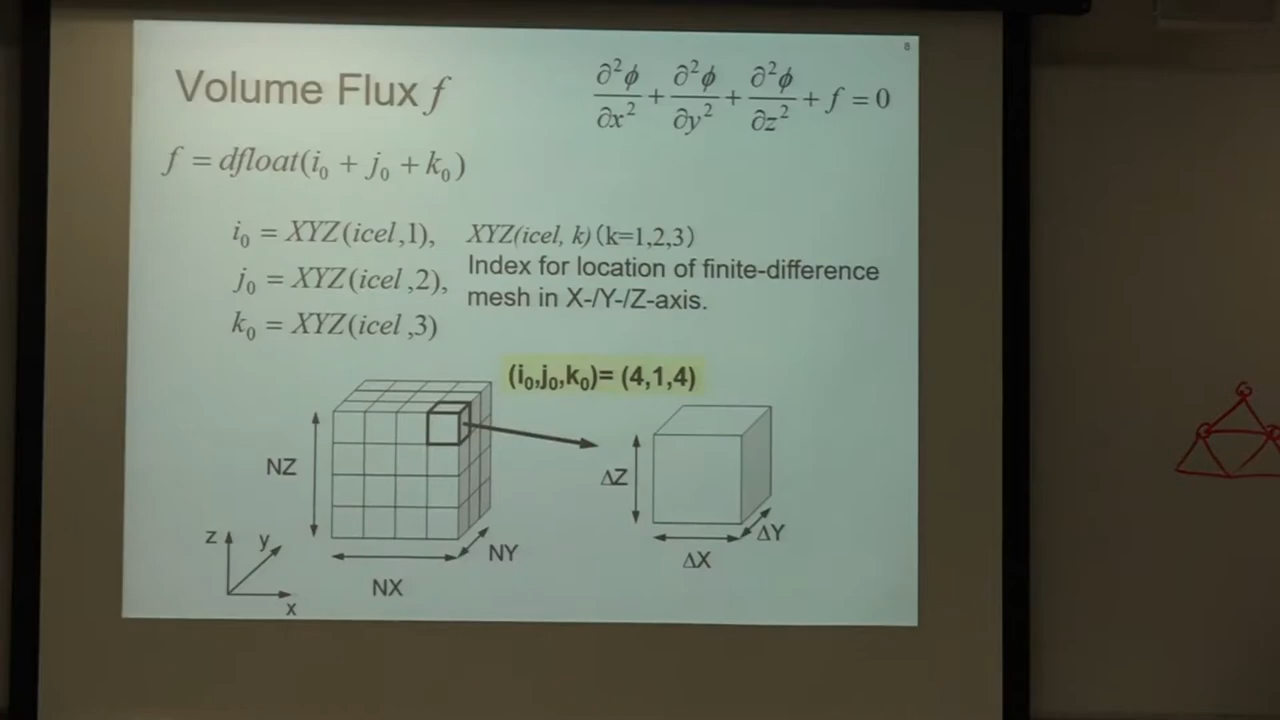 8
Volume Flux f
∂²ϕ/∂x² + ∂²ϕ/∂y² + ∂²ϕ/∂z² + f = 0
f = dfloat(i₀ + j₀ + k₀)
i₀ = XYZ(icel,1),
j₀ = XYZ(icel,2),
k₀ = XYZ(icel,3)
XYZ(icel, k) (k=1,2,3)
Index for location of finite-difference
mesh in X-/Y-/Z-axis.
(i₀,j₀,k₀)= (4,1,4)
NZ
NY
NX
z
y
x
ΔZ
ΔY
ΔX